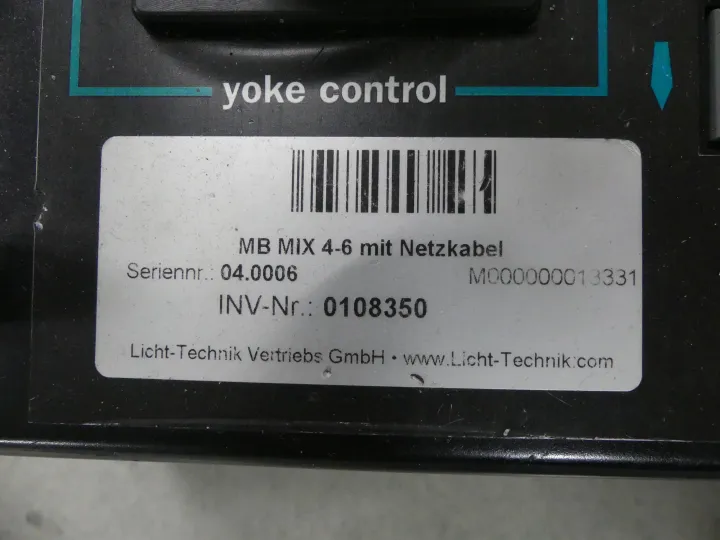 yoke control
MB MIX 4-6 mit Netzkabel
Seriennr.: 04.0006
M000000013331
INV-Nr.: 0108350
Licht-Technik Vertriebs GmbH • www.Licht-Technik.com